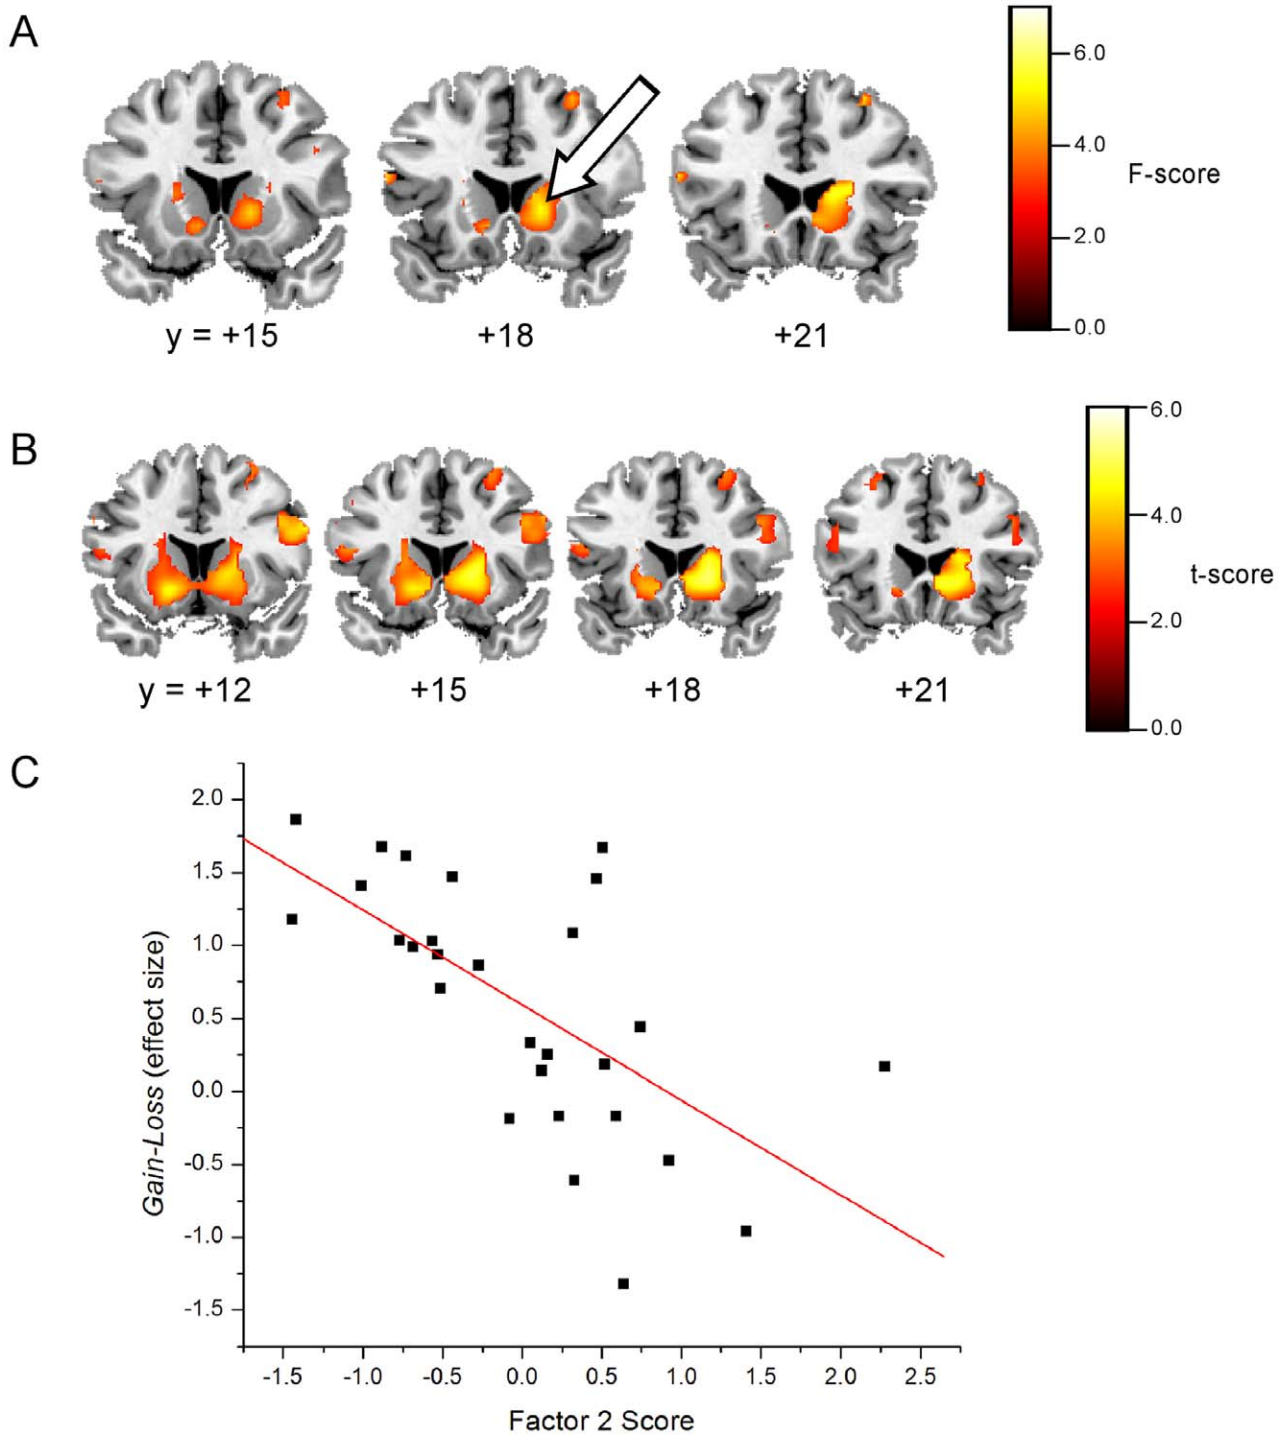 A
6.0
4.0
F-score
2.0
0.0
y = +15 +18 +21
B
6.0
4.0
t-score
2.0
0.0
y = +12 +15 +18 +21
C
2.0
1.5
1.0
0.5
0.0
-0.5
-1.0
-1.5
Gain-Loss (effect size)
-1.5 -1.0 -0.5 0.0 0.5 1.0 1.5 2.0 2.5
Factor 2 Score